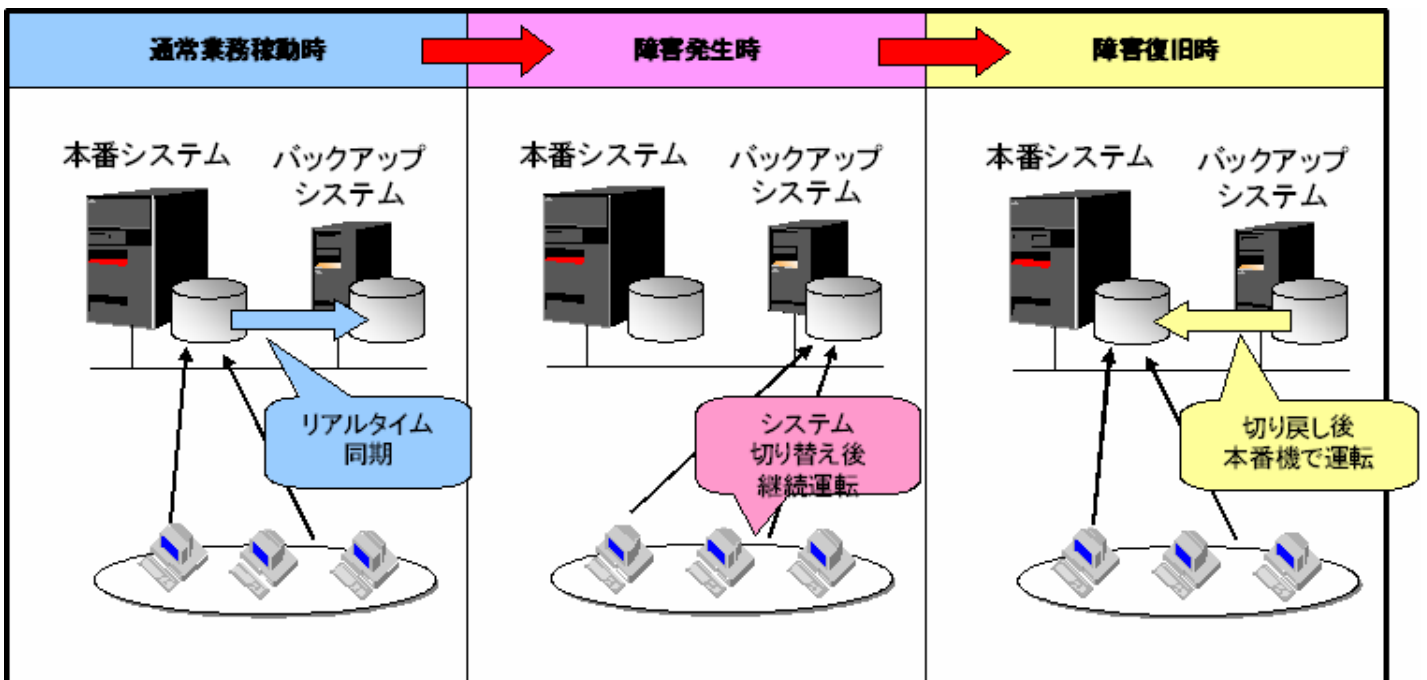 通常業務稼動時
障害発生時
障害復旧時
本番システム
バックアップ
システム
リアルタイム
同期
本番システム
バックアップ
システム
システム
切り替え後
継続運転
本番システム
バックアップ
システム
切り戻し後
本番機で運転